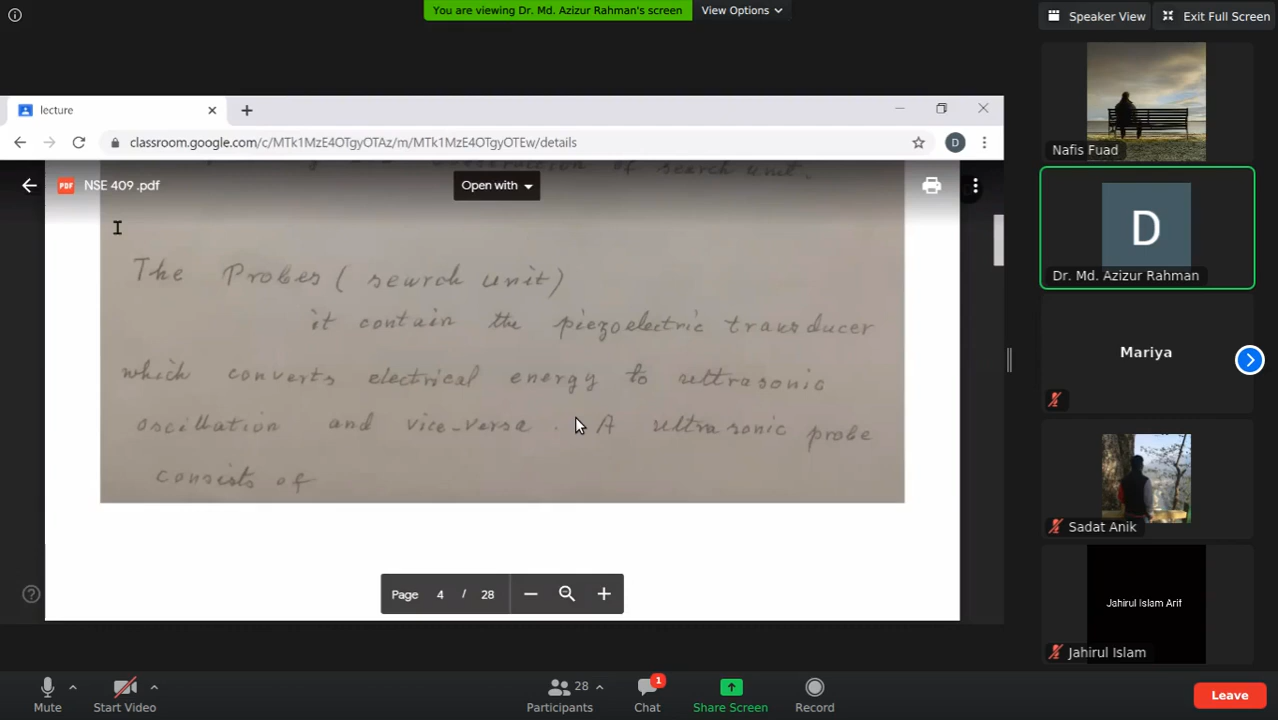 You are viewing Dr. Md. Azizur Rahman's screen
View Options
Speaker View
Exit Full Screen
lecture
classroom.google.com/c/MTk1MzE4OTgyOTAz/m/MTk1MzE4OTgyOTEw/details
of search unit.
PDF
NSE 409 .pdf
Open with
The Probes ( seurch unit)
it contain the piezoelectric transducer
which converts electrical energy to ultrasonic
oscillation and vice-versa . A ultrasonic probe
consists of
Page 4 / 28
Nafis Fuad
D
D
Dr. Md. Azizur Rahman
Mariya
Sadat Anik
Jahirul Islam Arif
Jahirul Islam
Mute
Start Video
28
Participants
1
Chat
Share Screen
Record
Leave